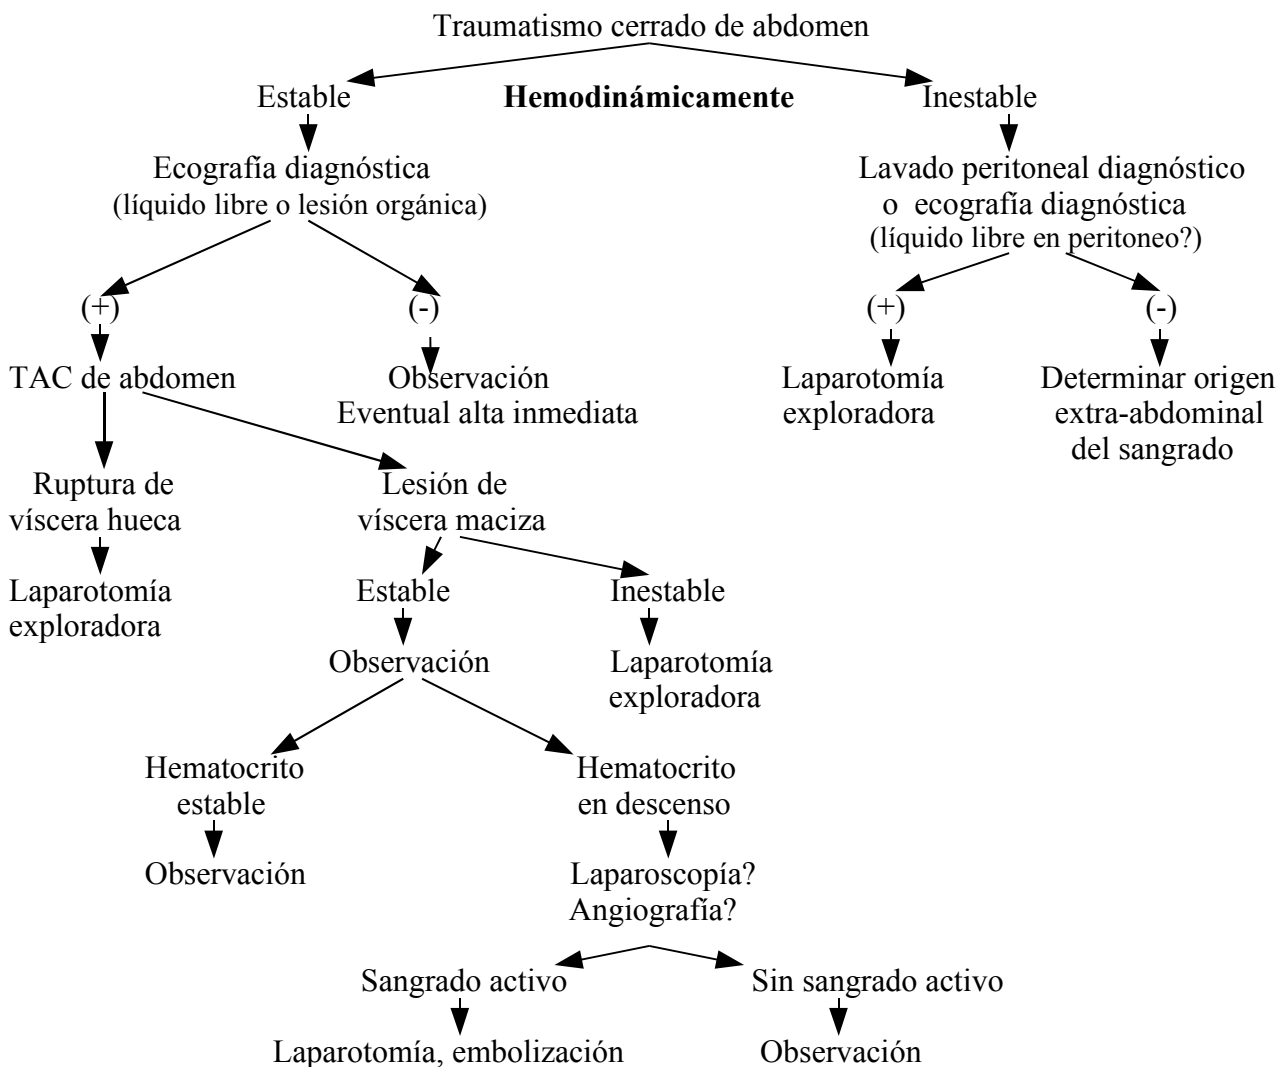 Traumatismo cerrado de abdomen
Estable
Hemodinámicamente
Inestable
Ecografía diagnóstica
(líquido libre o lesión orgánica)
Lavado peritoneal diagnóstico
o ecografía diagnóstica
(líquido libre en peritoneo?)
(+)
(-)
(+)
(-)
TAC de abdomen
Observación
Eventual alta inmediata
Laparotomía
exploradora
Determinar origen
extra-abdominal
del sangrado
Ruptura de
víscera hueca
Lesión de
víscera maciza
Laparotomía
exploradora
Estable
Inestable
Observación
Laparotomía
exploradora
Hematocrito
estable
Hematocrito
en descenso
Observación
Laparoscopía?
Angiografía?
Sangrado activo
Sin sangrado activo
Laparotomía, embolización
Observación